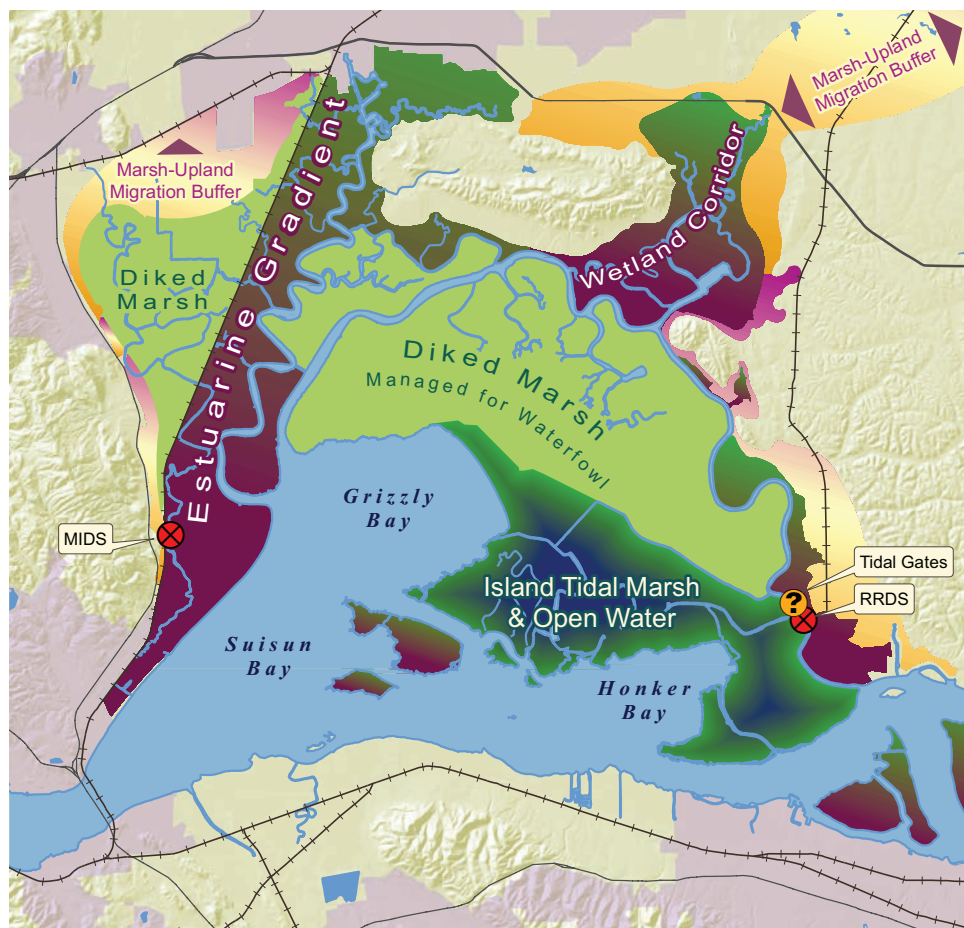 Marsh-Upland
Migration Buffer
Marsh-Upland
Migration Buffer
Estuarine Gradient
Wetland Corridor
Diked
Marsh
Diked Marsh
Managed for Waterfowl
Grizzly
Bay
MIDS
Tidal Gates
?
RRDS
Island Tidal Marsh
& Open Water
Suisun
Bay
Honker
Bay